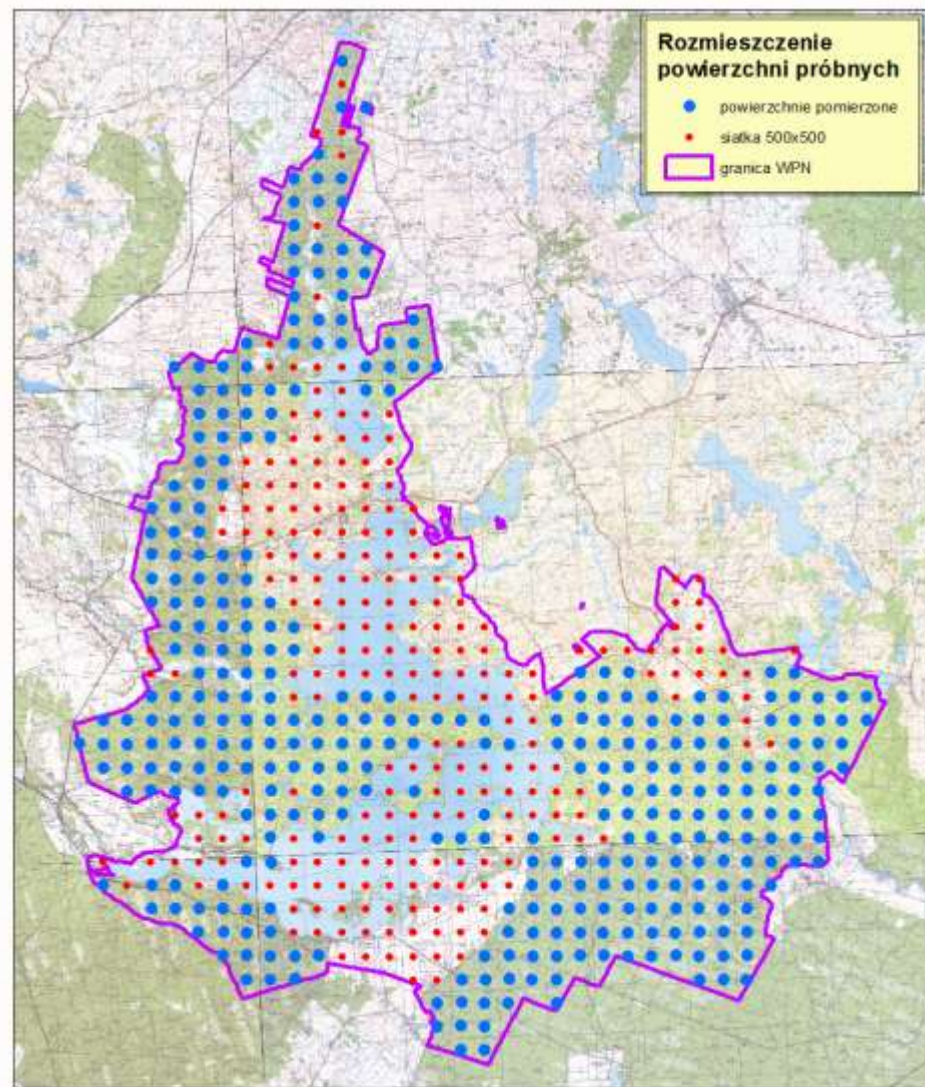 Rozmieszczenie
powierzchni próbnych
powierzchnie pomierzone
siatka 500x500
granica WPN